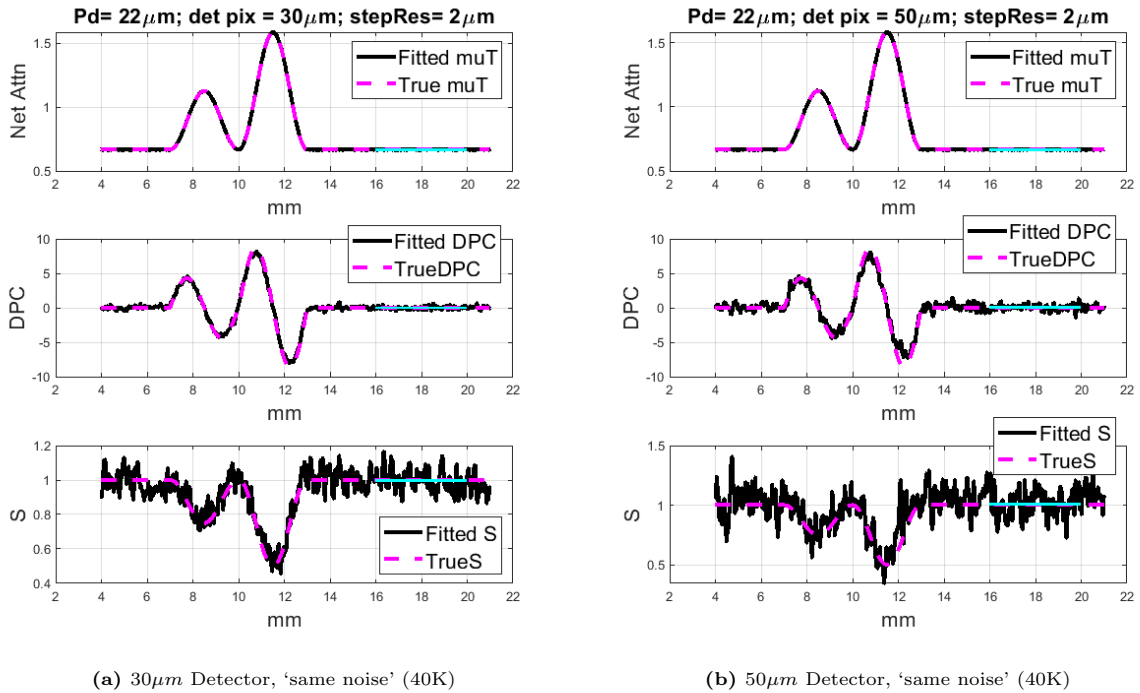 Pd= 22μm; det pix = 30μm; stepRes= 2μm
1.5
1
0.5
Net Attn
Fitted muT
True muT
2 4 6 8 10 12 14 16 18 20 22
mm
10
5
0
-5
-10
DPC
Fitted DPC
TrueDPC
2 4 6 8 10 12 14 16 18 20 22
mm
1.2
1
0.8
0.6
0.4
S
Fitted S
TrueS
2 4 6 8 10 12 14 16 18 20 22
mm
(a) 30μm Detector, ‘same noise’ (40K)
Pd= 22μm; det pix = 50μm; stepRes= 2μm
1.5
1
0.5
Net Attn
Fitted muT
True muT
2 4 6 8 10 12 14 16 18 20 22
mm
10
5
0
-5
-10
DPC
Fitted DPC
TrueDPC
2 4 6 8 10 12 14 16 18 20 22
mm
1.5
1
0.5
S
Fitted S
TrueS
2 4 6 8 10 12 14 16 18 20 22
mm
(b) 50μm Detector, ‘same noise’ (40K)